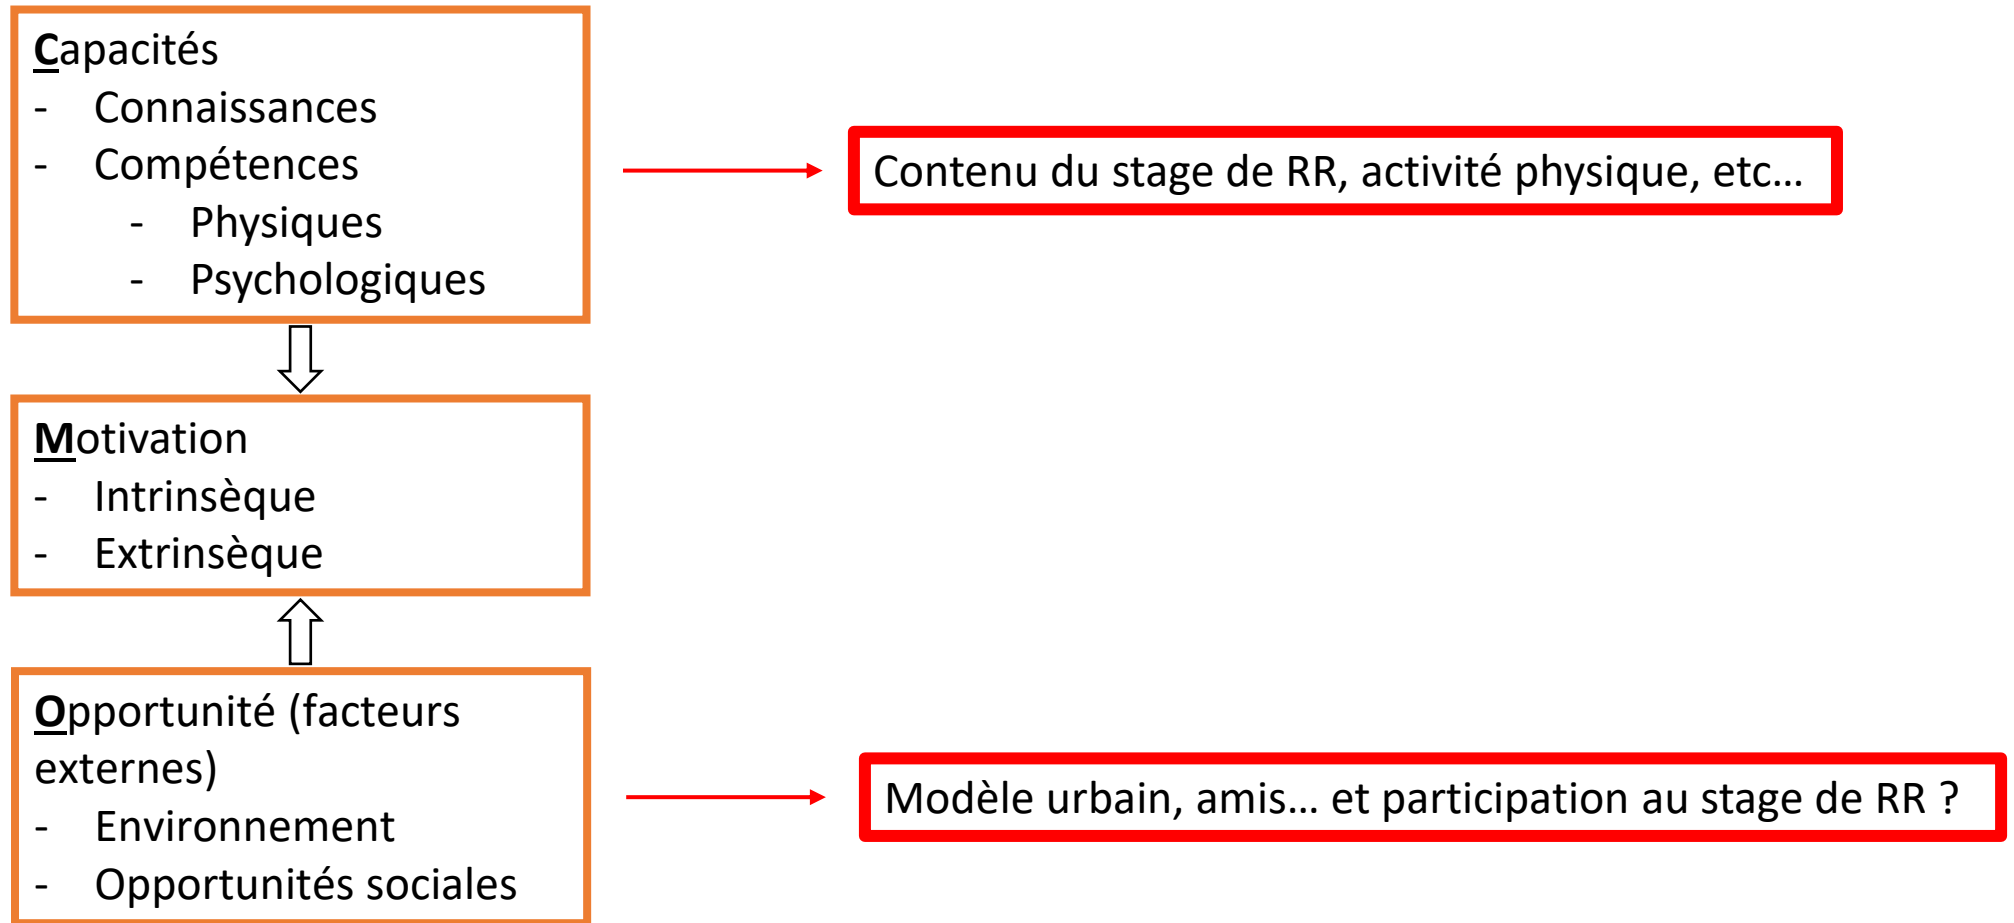 Capacités
- Connaissances
- Compétences
- Physiques
- Psychologiques
Contenu du stage de RR, activité physique, etc…
Motivation
- Intrinsèque
- Extrinsèque
Opportunité (facteurs
externes)
- Environnement
- Opportunités sociales
Modèle urbain, amis… et participation au stage de RR ?